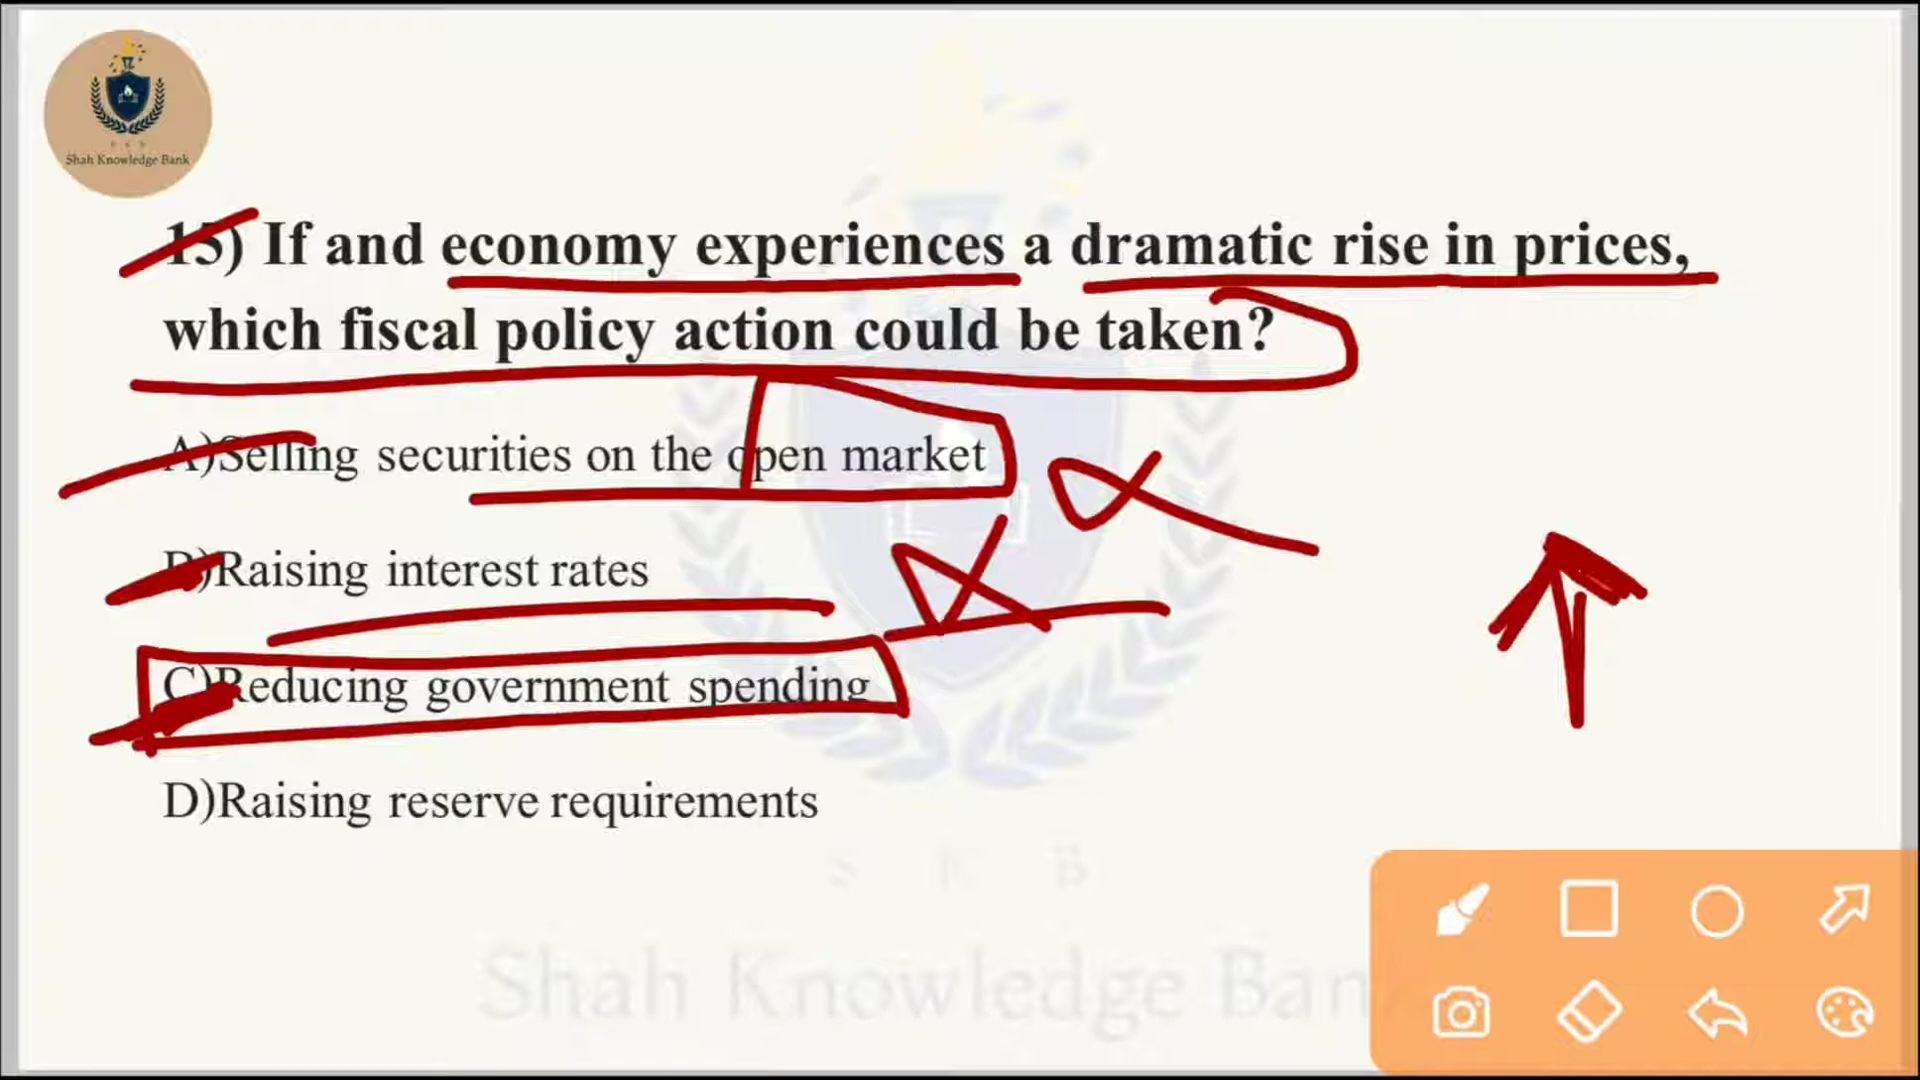 Shah Knowledge Bank
15) If and economy experiences a dramatic rise in prices,
which fiscal policy action could be taken?
A)Selling securities on the open market
B)Raising interest rates
C)Reducing government spending
D)Raising reserve requirements
S K B
Shah Knowledge Bank